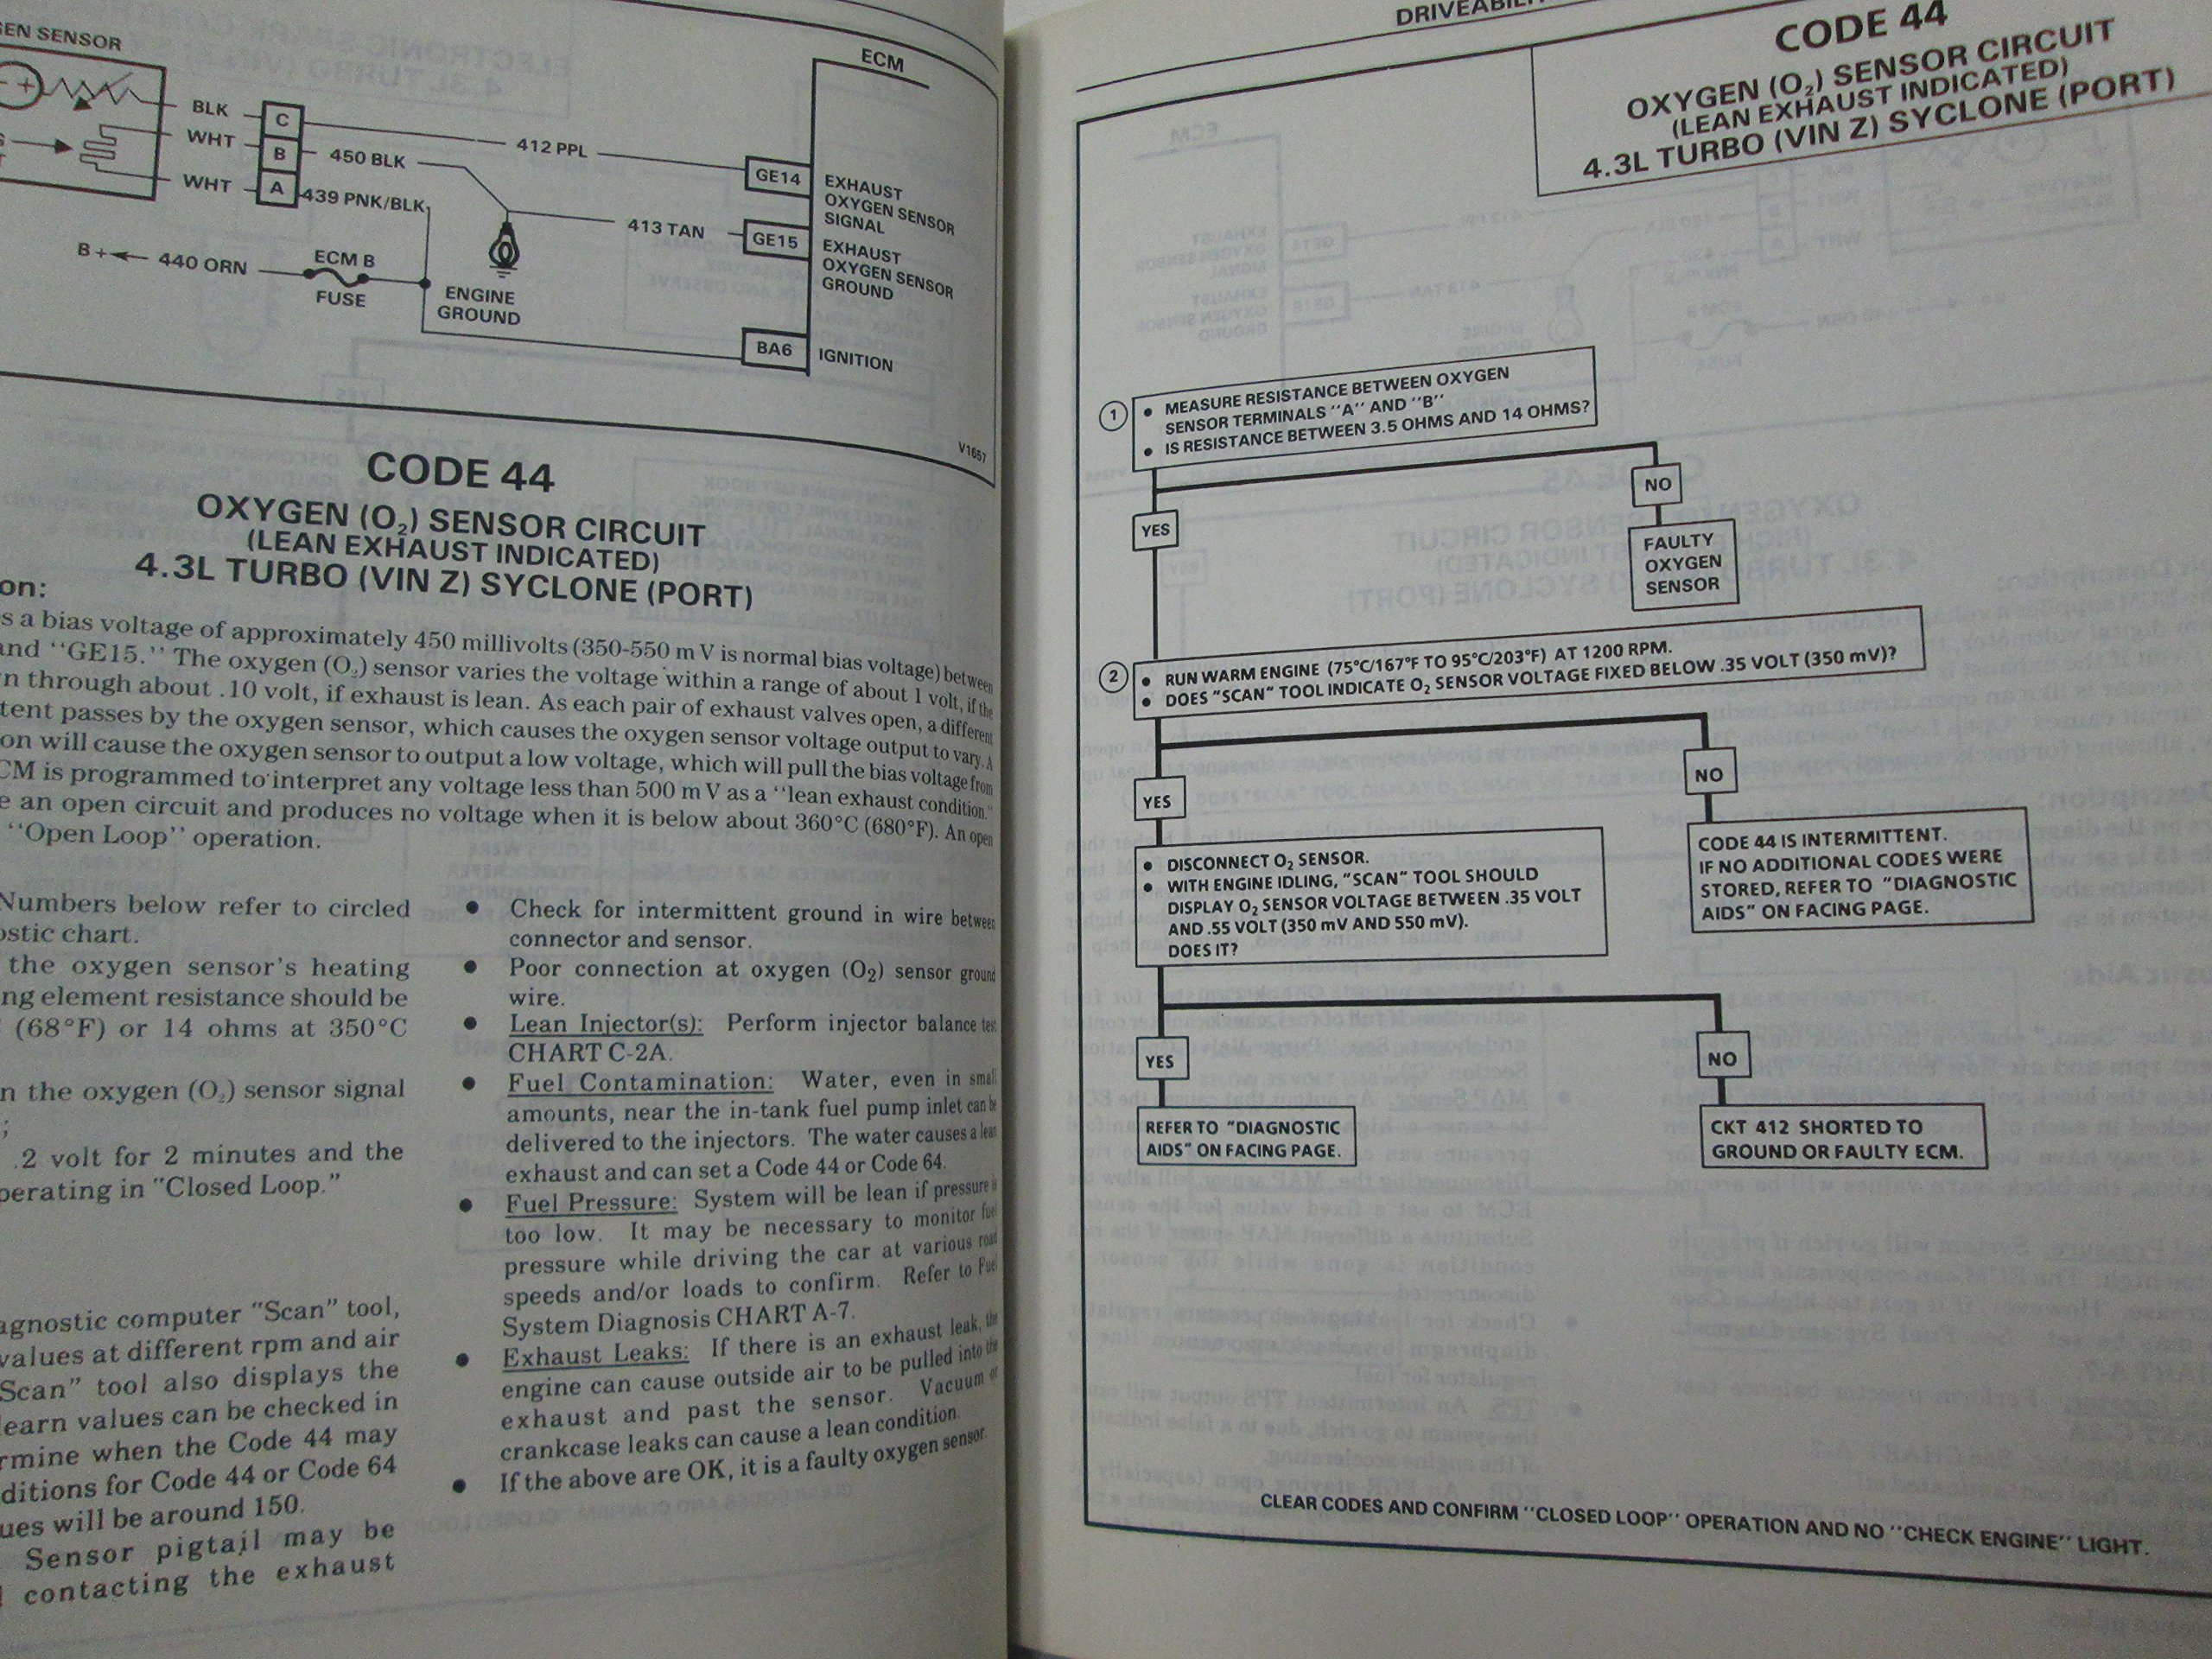 GEN SENSOR
ECM
BLK
C
412 PPL
GE14
EXHAUST
OXYGEN SENSOR
SIGNAL
WHT
B
450 BLK
WHT
A
439 PNK/BLK
413 TAN
GE15
EXHAUST
OXYGEN SENSOR
GROUND
B+
440 ORN
ECM B
FUSE
ENGINE
GROUND
BA6
IGNITION
V1657
CODE 44
OXYGEN (O₂) SENSOR CIRCUIT
(LEAN EXHAUST INDICATED)
4.3L TURBO (VIN Z) SYCLONE (PORT)
on:
s a bias voltage of approximately 450 millivolts (350-550 mV is normal bias voltage) between
and ''GE15.'' The oxygen (O₂) sensor varies the voltage within a range of about 1 volt, if the
n through about .10 volt, if exhaust is lean. As each pair of exhaust valves open, a different
tent passes by the oxygen sensor, which causes the oxygen sensor voltage output to vary. A
on will cause the oxygen sensor to output a low voltage, which will pull the bias voltage from
CM is programmed to interpret any voltage less than 500 mV as a ''lean exhaust condition.''
e an open circuit and produces no voltage when it is below about 360°C (680°F). An open
''Open Loop'' operation.
Numbers below refer to circled
ostic chart.
the oxygen sensor's heating
ng element resistance should be
(68°F) or 14 ohms at 350°C
n the oxygen (O₂) sensor signal
;
.2 volt for 2 minutes and the
perating in "Closed Loop."
agnostic computer "Scan" tool,
values at different rpm and air
Scan" tool also displays the
learn values can be checked in
rmine when the Code 44 may
ditions for Code 44 or Code 64
ues will be around 150.
Sensor pigtail may be
contacting the exhaust
• Check for intermittent ground in wire between
connector and sensor.
• Poor connection at oxygen (O2) sensor ground
wire.
• Lean Injector(s): Perform injector balance test
CHART C-2A.
• Fuel Contamination: Water, even in small
amounts, near the in-tank fuel pump inlet can be
delivered to the injectors. The water causes a lean
exhaust and can set a Code 44 or Code 64.
• Fuel Pressure: System will be lean if pressure is
too low. It may be necessary to monitor fuel
pressure while driving the car at various road
speeds and/or loads to confirm. Refer to Fuel
System Diagnosis CHART A-7.
• Exhaust Leaks: If there is an exhaust leak, the
engine can cause outside air to be pulled into the
exhaust and past the sensor. Vacuum or
crankcase leaks can cause a lean condition.
• If the above are OK, it is a faulty oxygen sensor.
DRIVEABILI
CODE 44
OXYGEN (O₂) SENSOR CIRCUIT
(LEAN EXHAUST INDICATED)
4.3L TURBO (VIN Z) SYCLONE (PORT)
1
• MEASURE RESISTANCE BETWEEN OXYGEN
SENSOR TERMINALS ''A'' AND ''B''
• IS RESISTANCE BETWEEN 3.5 OHMS AND 14 OHMS?
YES
NO
FAULTY
OXYGEN
SENSOR
2
• RUN WARM ENGINE (75°C/167°F TO 95°C/203°F) AT 1200 RPM.
• DOES "SCAN" TOOL INDICATE O₂ SENSOR VOLTAGE FIXED BELOW .35 VOLT (350 mV)?
YES
NO
• DISCONNECT O₂ SENSOR.
• WITH ENGINE IDLING, "SCAN" TOOL SHOULD
DISPLAY O₂ SENSOR VOLTAGE BETWEEN .35 VOLT
AND .55 VOLT (350 mV AND 550 mV).
DOES IT?
CODE 44 IS INTERMITTENT.
IF NO ADDITIONAL CODES WERE
STORED, REFER TO "DIAGNOSTIC
AIDS" ON FACING PAGE.
YES
NO
REFER TO "DIAGNOSTIC
AIDS" ON FACING PAGE.
CKT 412 SHORTED TO
GROUND OR FAULTY ECM.
CLEAR CODES AND CONFIRM ''CLOSED LOOP'' OPERATION AND NO ''CHECK ENGINE'' LIGHT.